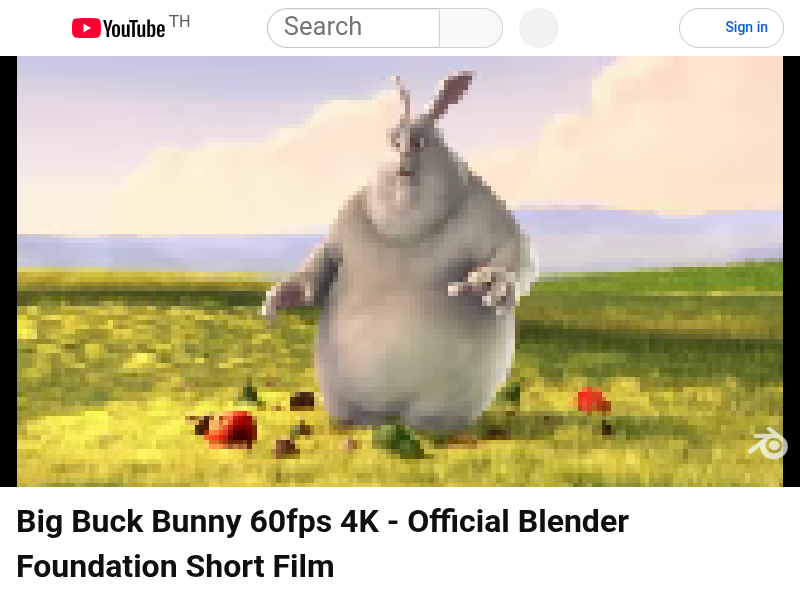 YouTube TH
Search
Sign in
Big Buck Bunny 60fps 4K - Official Blender
Foundation Short Film